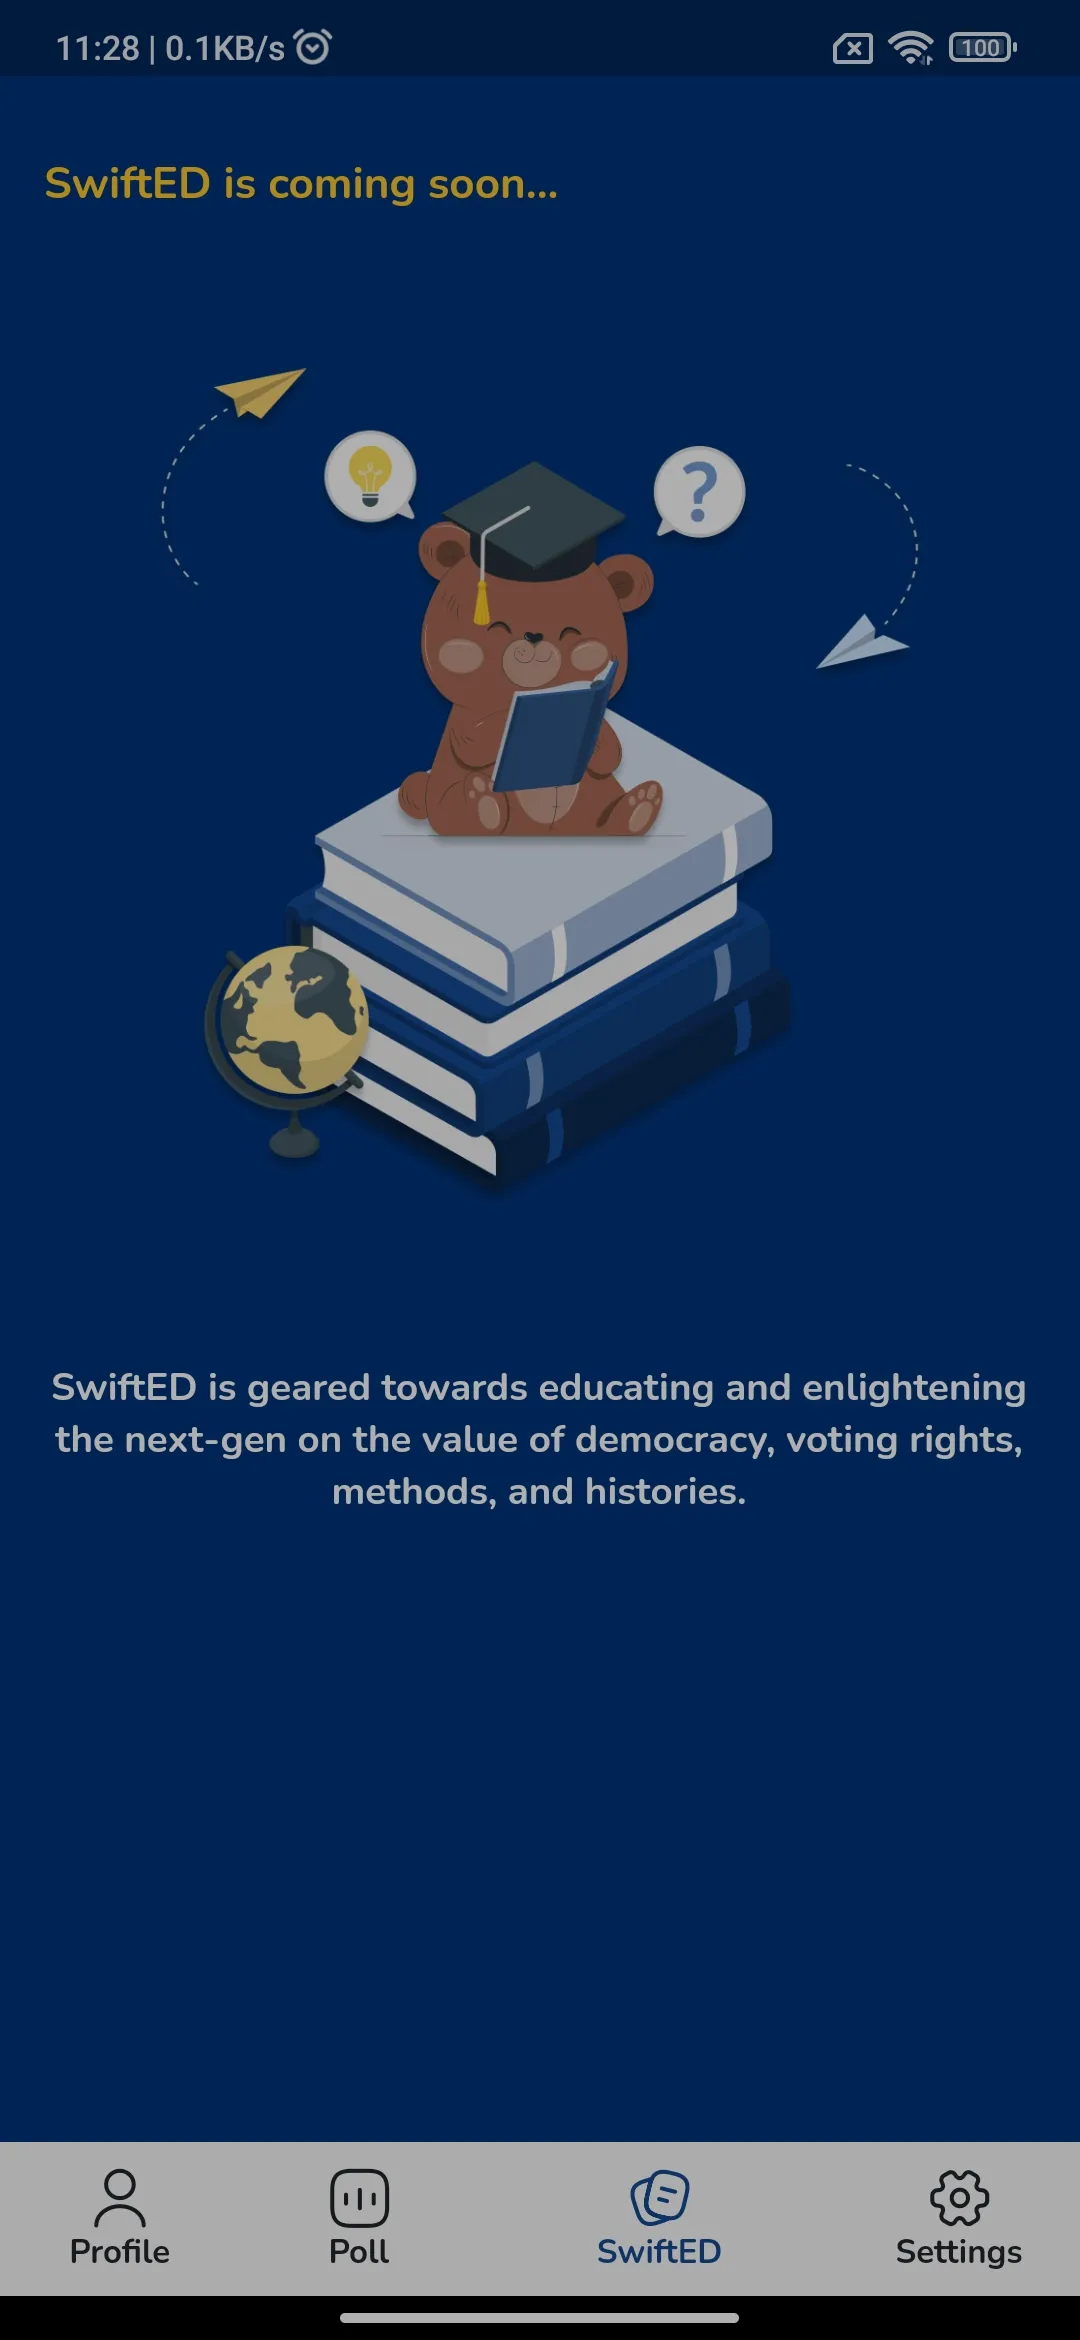 11:28 | 0.1KB/s
100
SwiftED is coming soon...
?
SwiftED is geared towards educating and enlightening
the next-gen on the value of democracy, voting rights,
methods, and histories.
Profile Poll SwiftED Settings